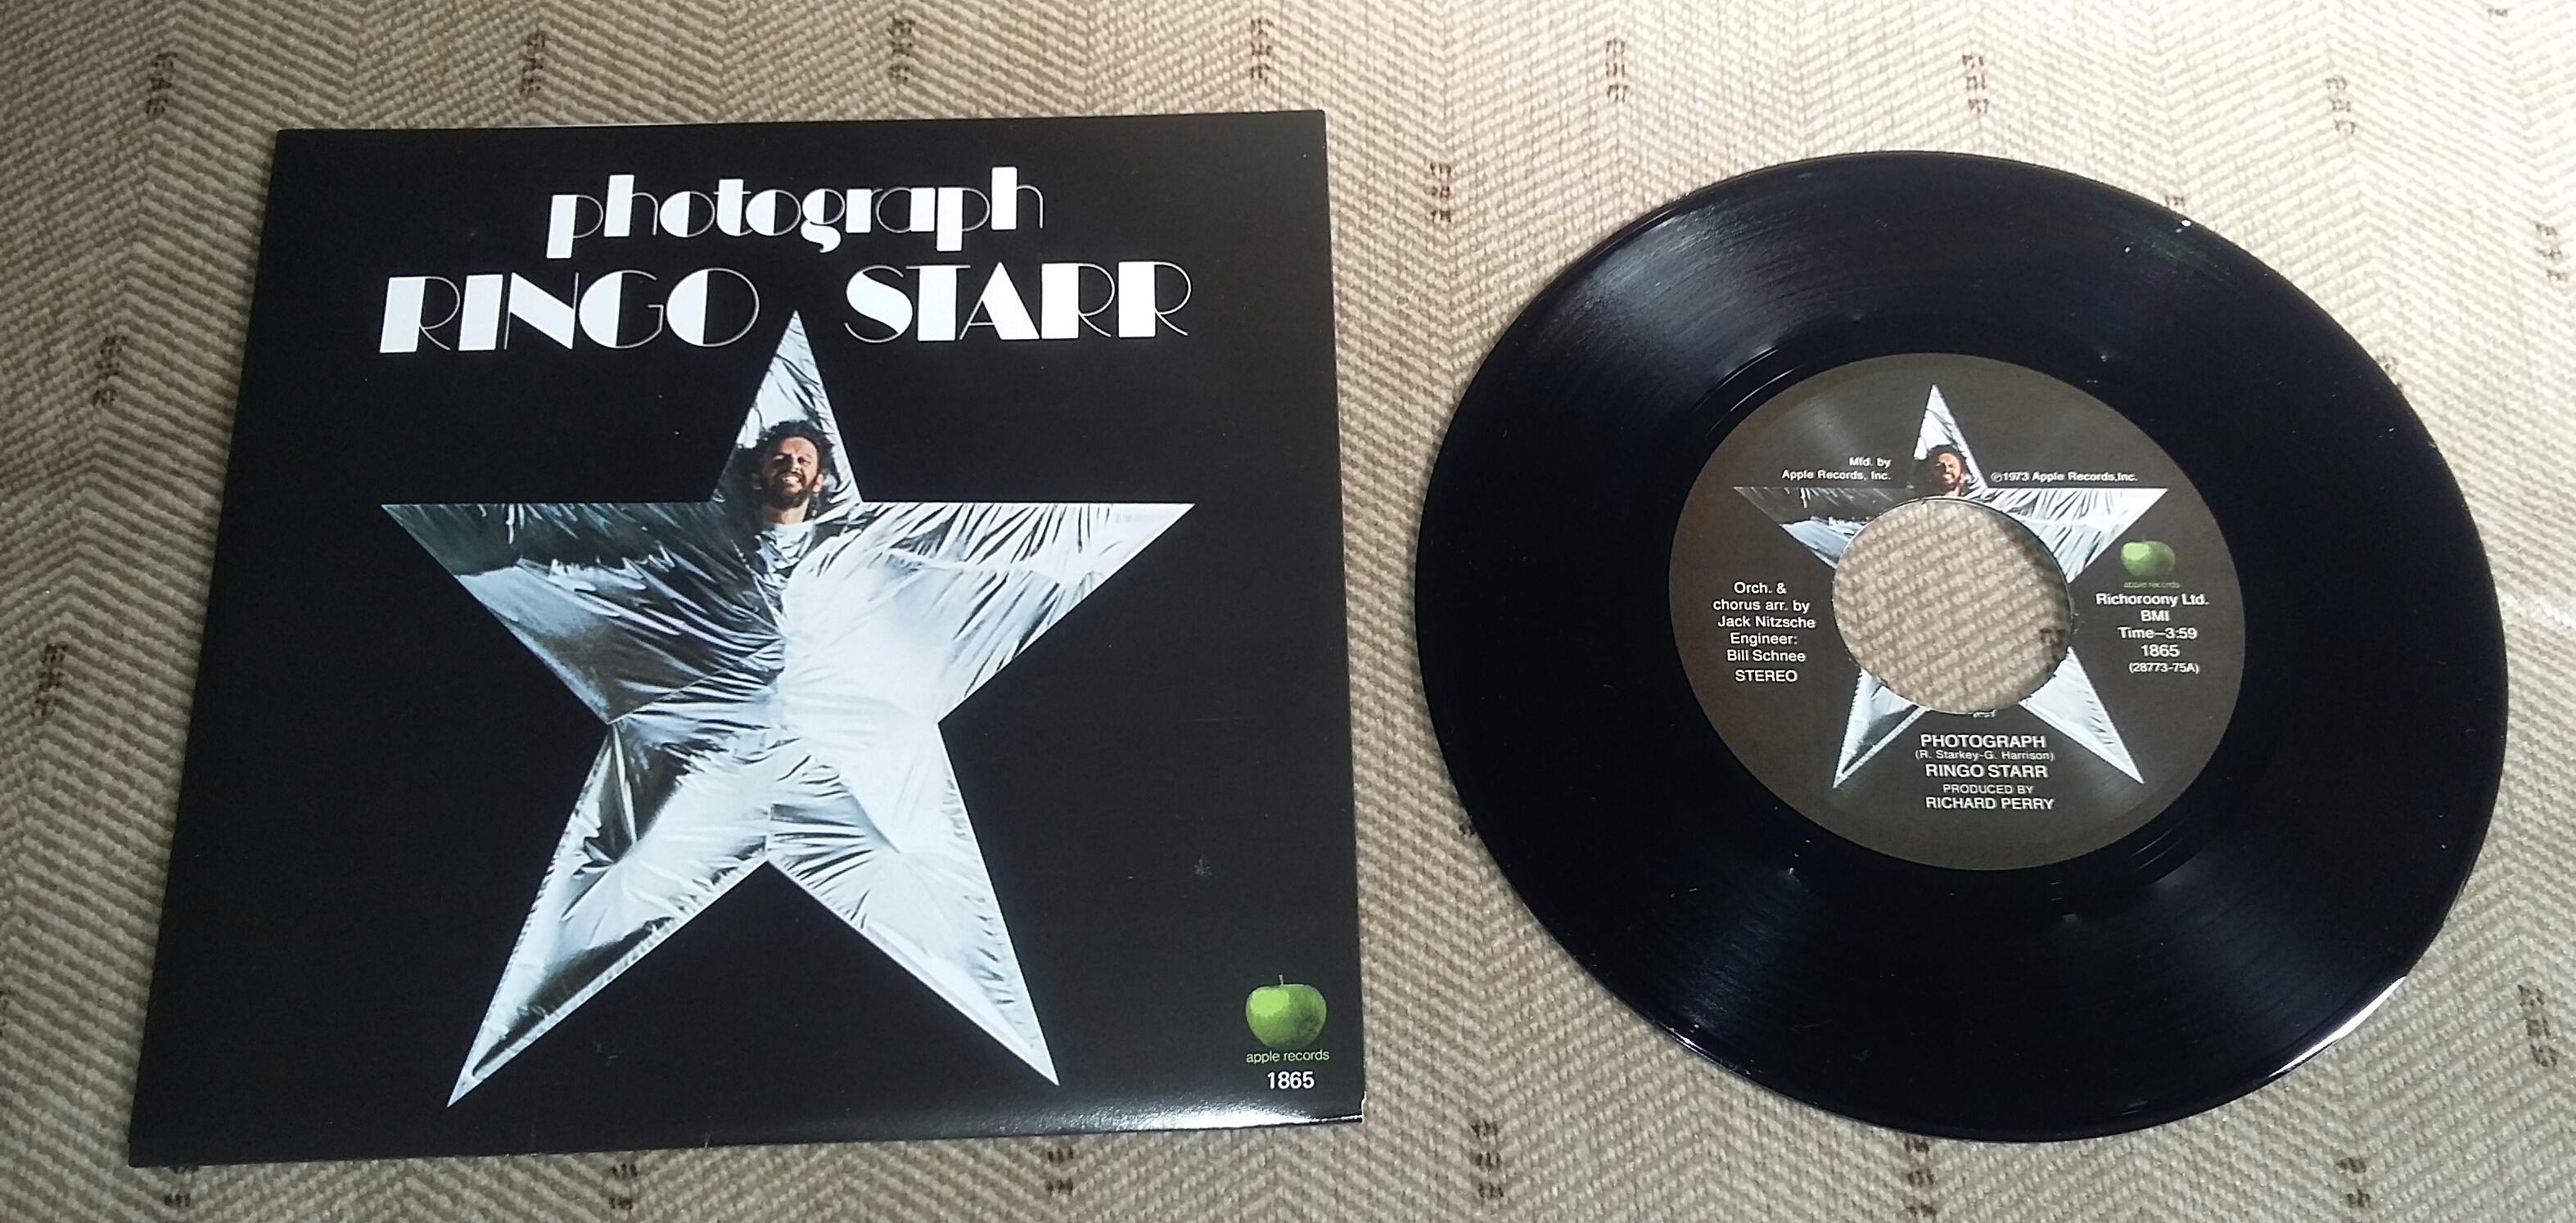 photograph
RINGO STARR
apple records
1865
Mfd. by
Apple Records, Inc.
℗1973 Apple Records,Inc.
Orch. &
chorus arr. by
Jack Nitzsche
Engineer:
Bill Schnee
STEREO
apple records
Richoroony Ltd.
BMI
Time—3:59
1865
(28773-75A)
PHOTOGRAPH
(R. Starkey-G. Harrison)
RINGO STARR
PRODUCED BY
RICHARD PERRY